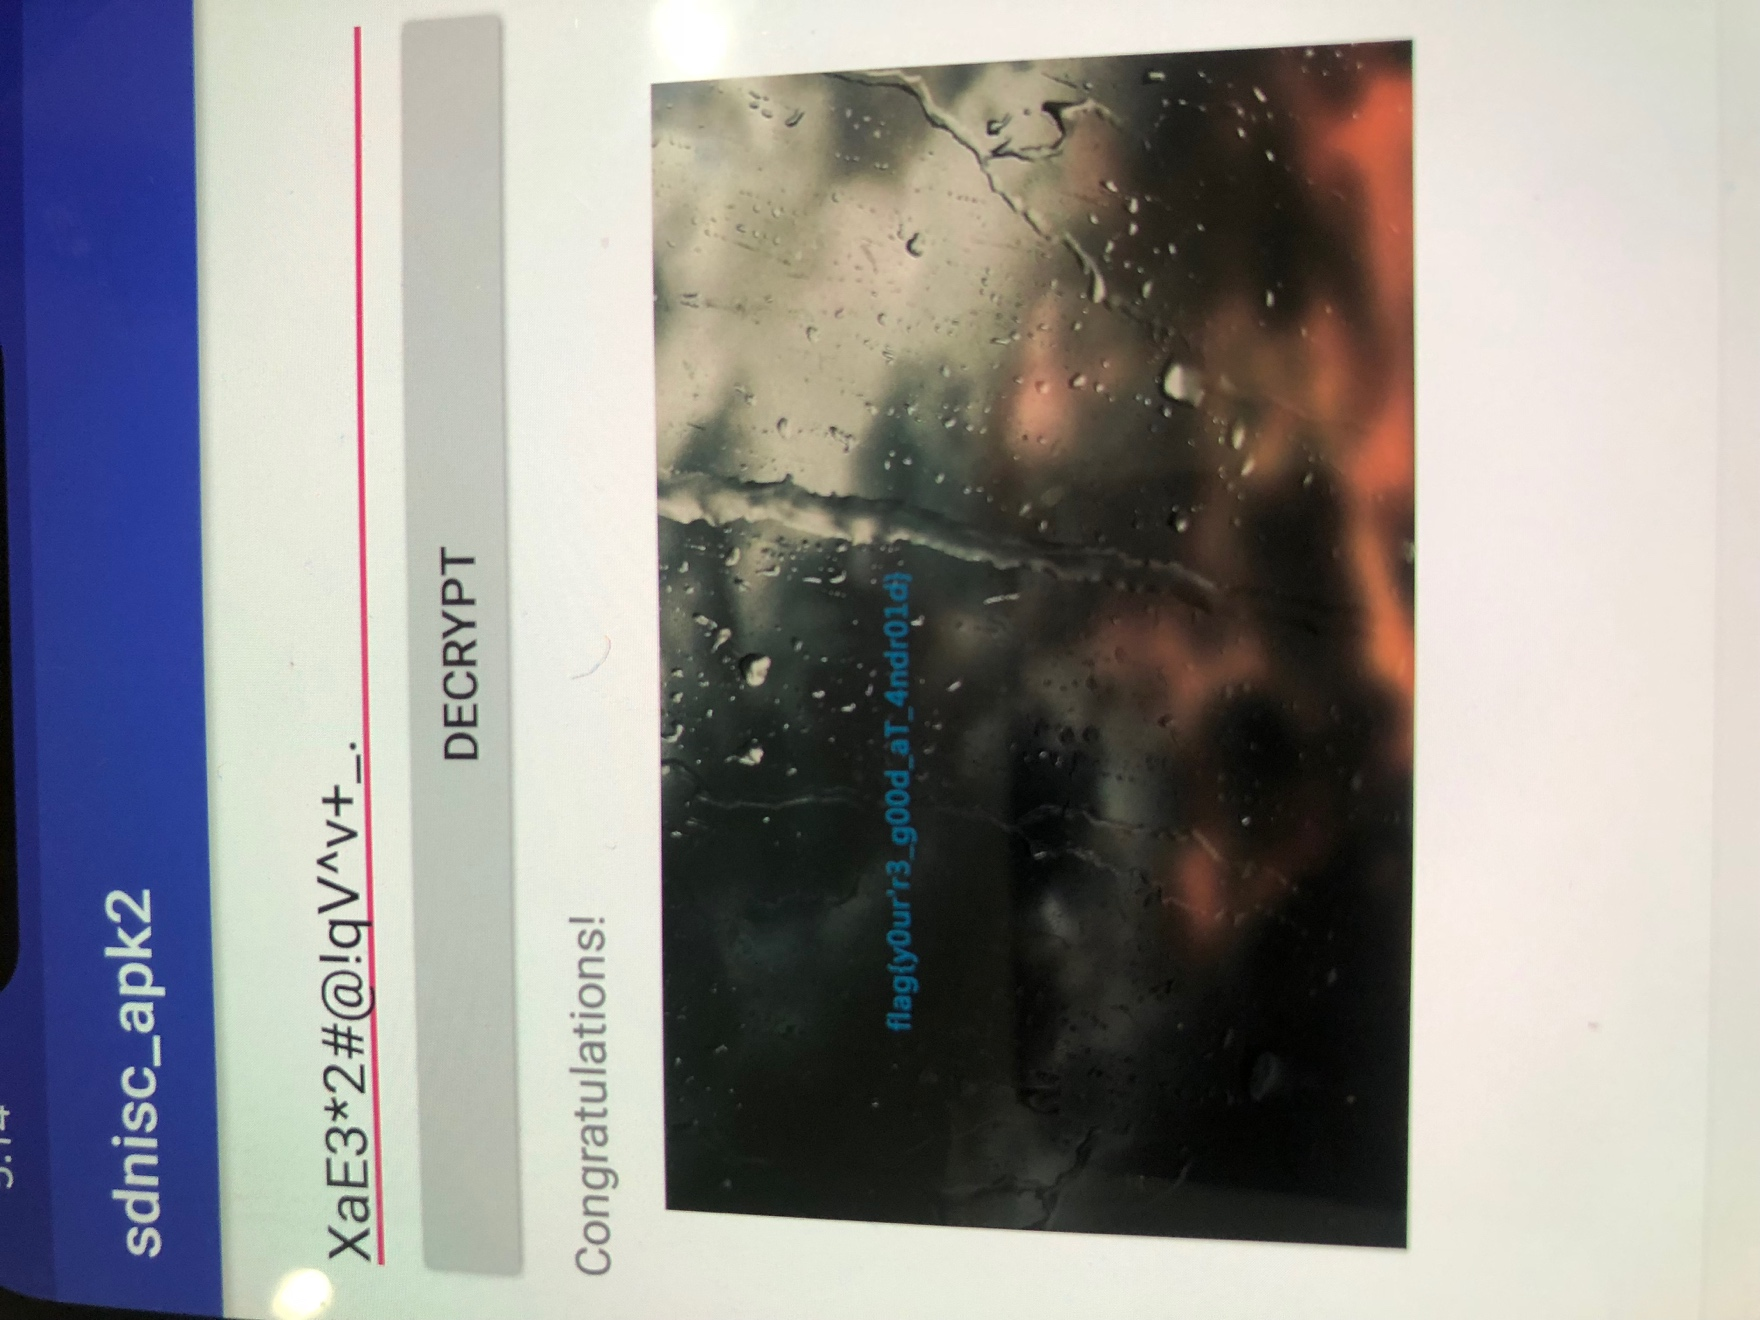 sdnisc_apk2
XaE3*2#@!qV^v+_.
DECRYPT
Congratulations!
flag{y0ur'r3_g00d_aT_4ndr01d}